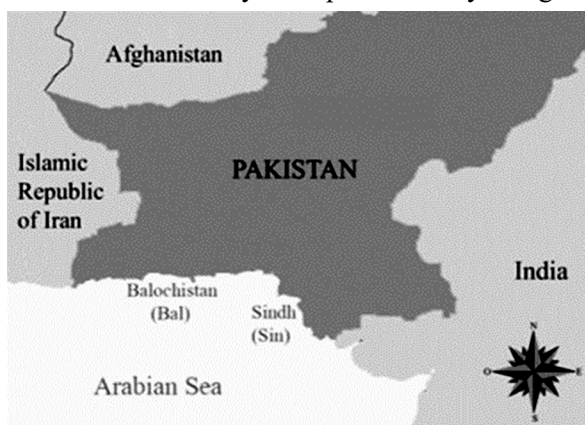 Afghanistan
Islamic
Republic
of Iran
PAKISTAN
India
Balochistan
(Bal)
Sindh
(Sin)
Arabian Sea
N
O
E
S